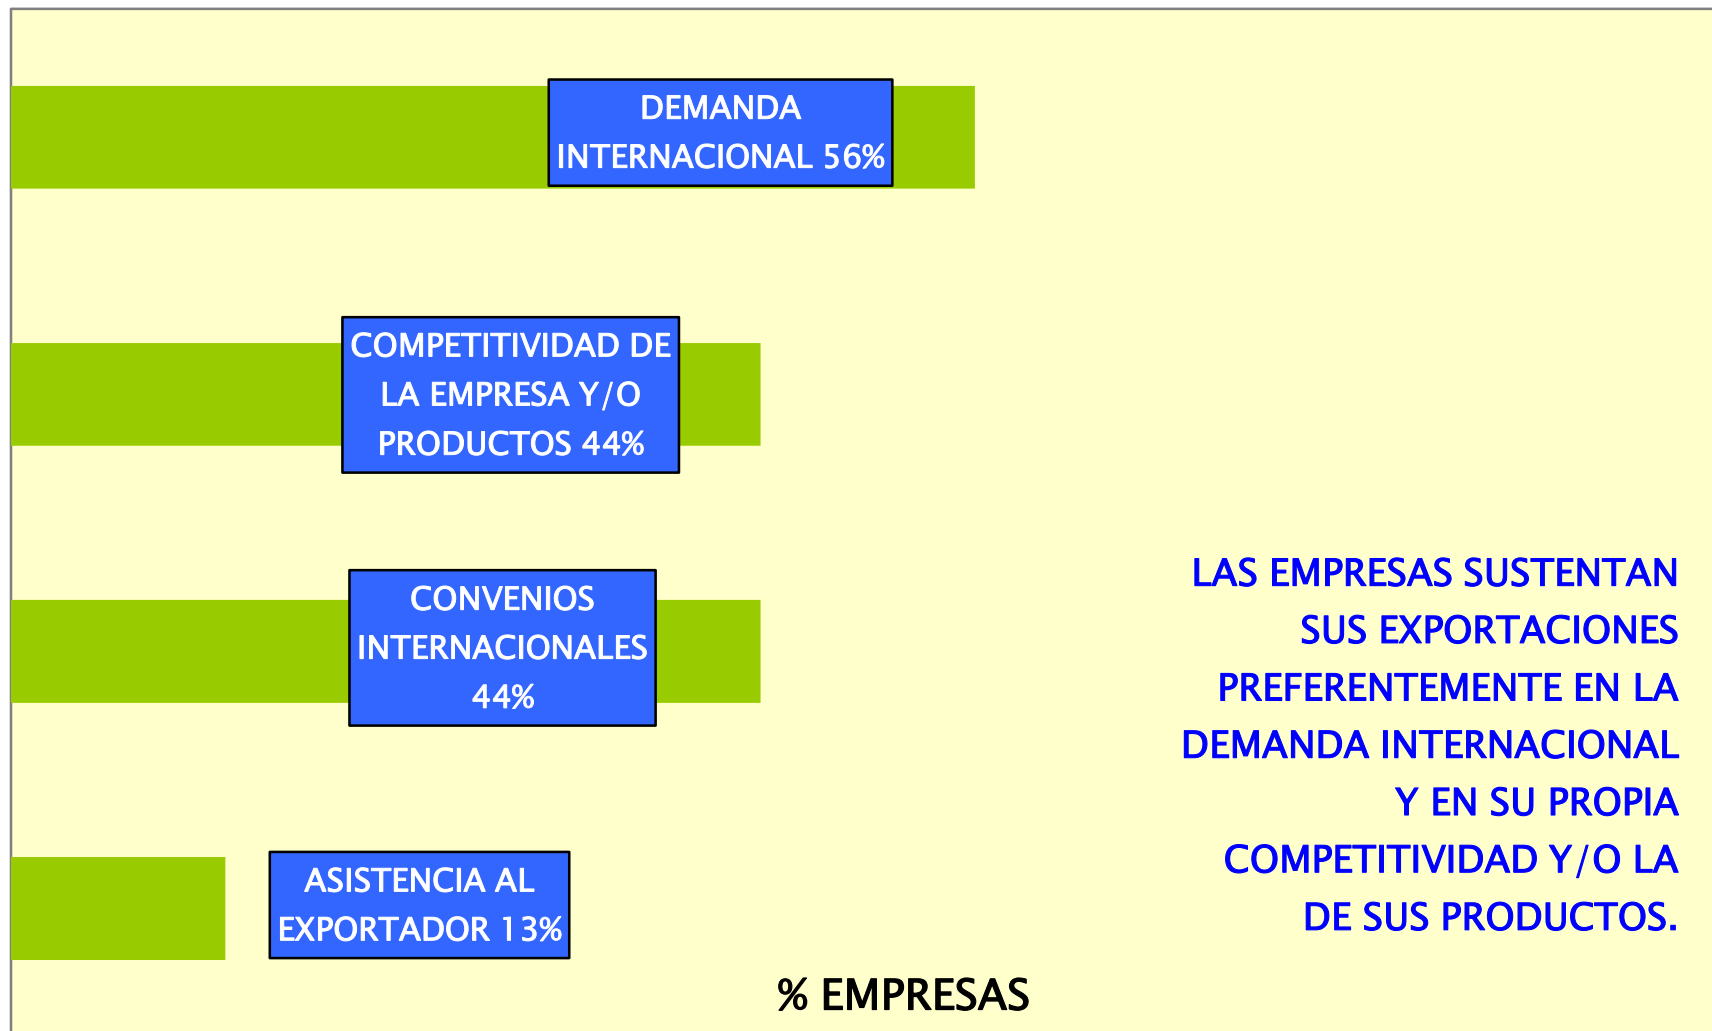 DEMANDA
INTERNACIONAL 56%
COMPETITIVIDAD DE
LA EMPRESA Y/O
PRODUCTOS 44%
CONVENIOS
INTERNACIONALES
44%
ASISTENCIA AL
EXPORTADOR 13%
LAS EMPRESAS SUSTENTAN
SUS EXPORTACIONES
PREFERENTEMENTE EN LA
DEMANDA INTERNACIONAL
Y EN SU PROPIA
COMPETITIVIDAD Y/O LA
DE SUS PRODUCTOS.
% EMPRESAS